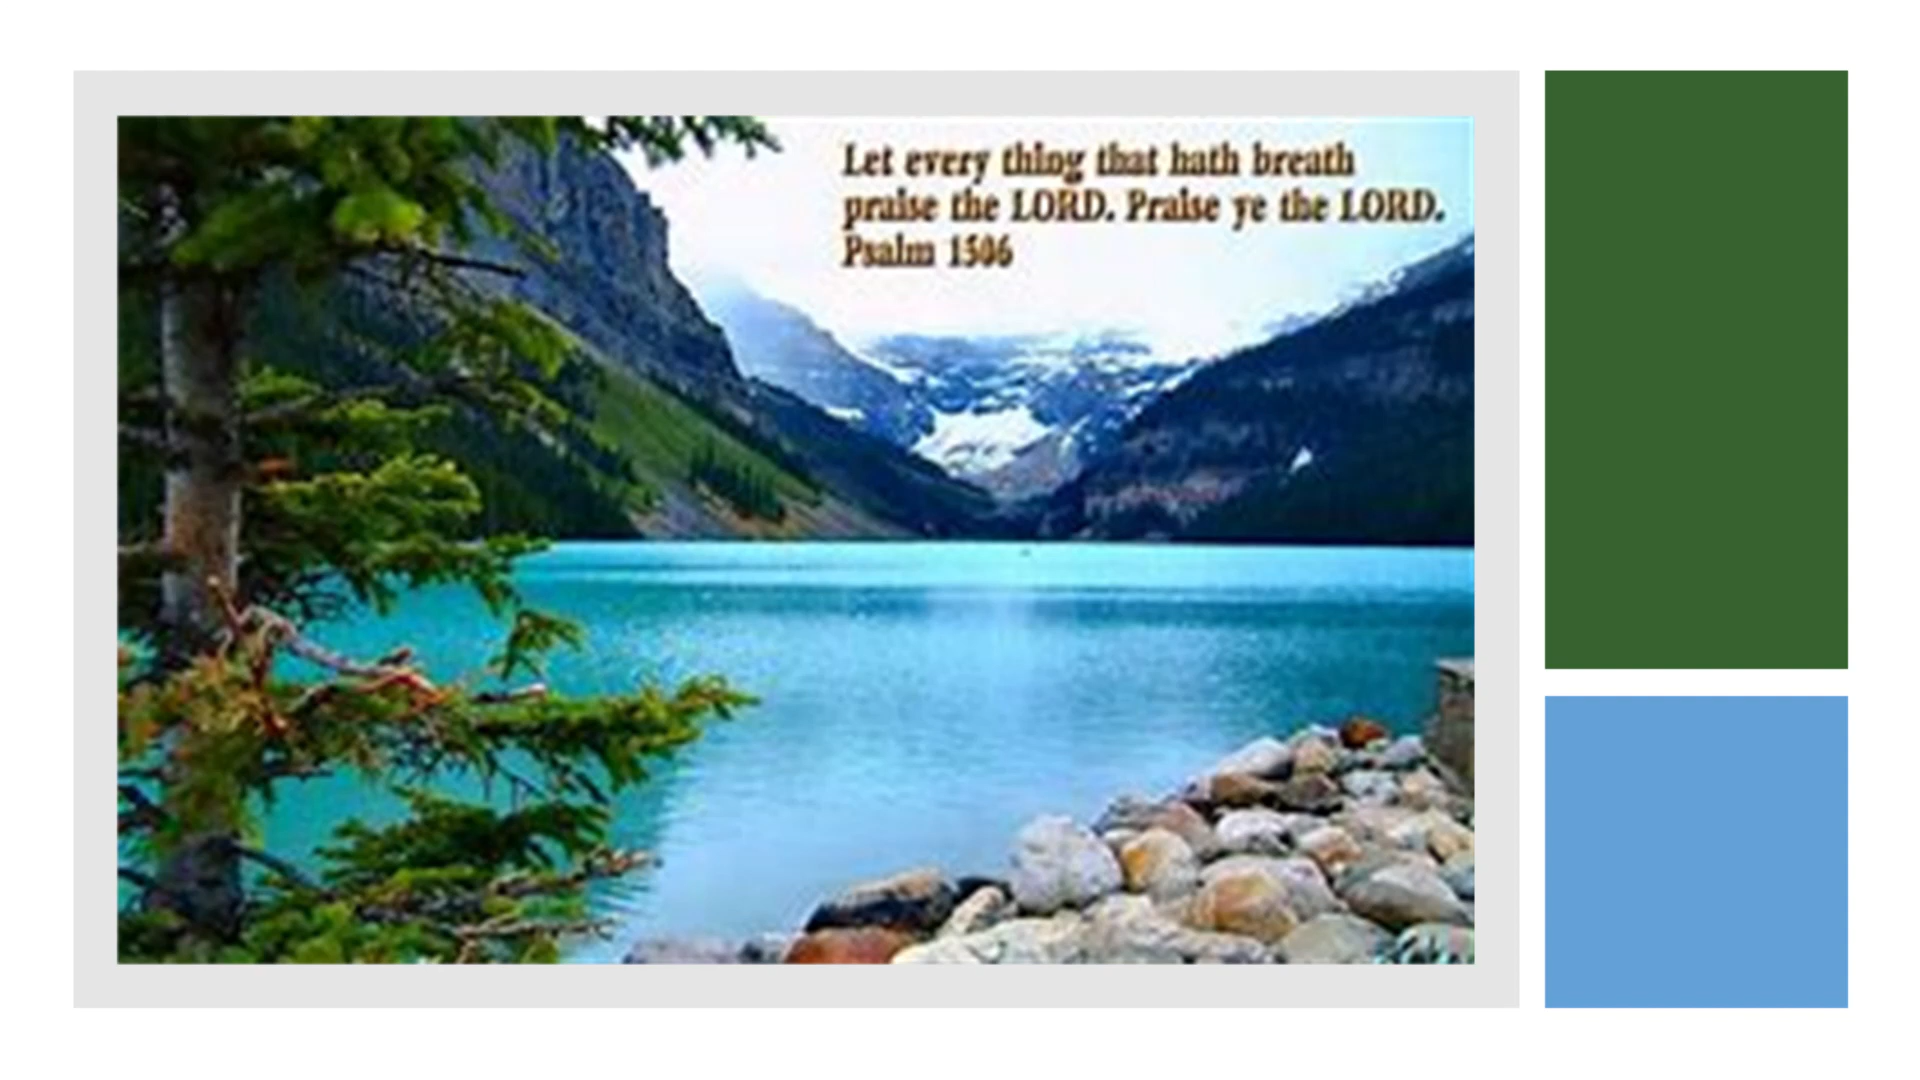 Let every thing that hath breath
praise the LORD. Praise ye the LORD.
Psalm 1506